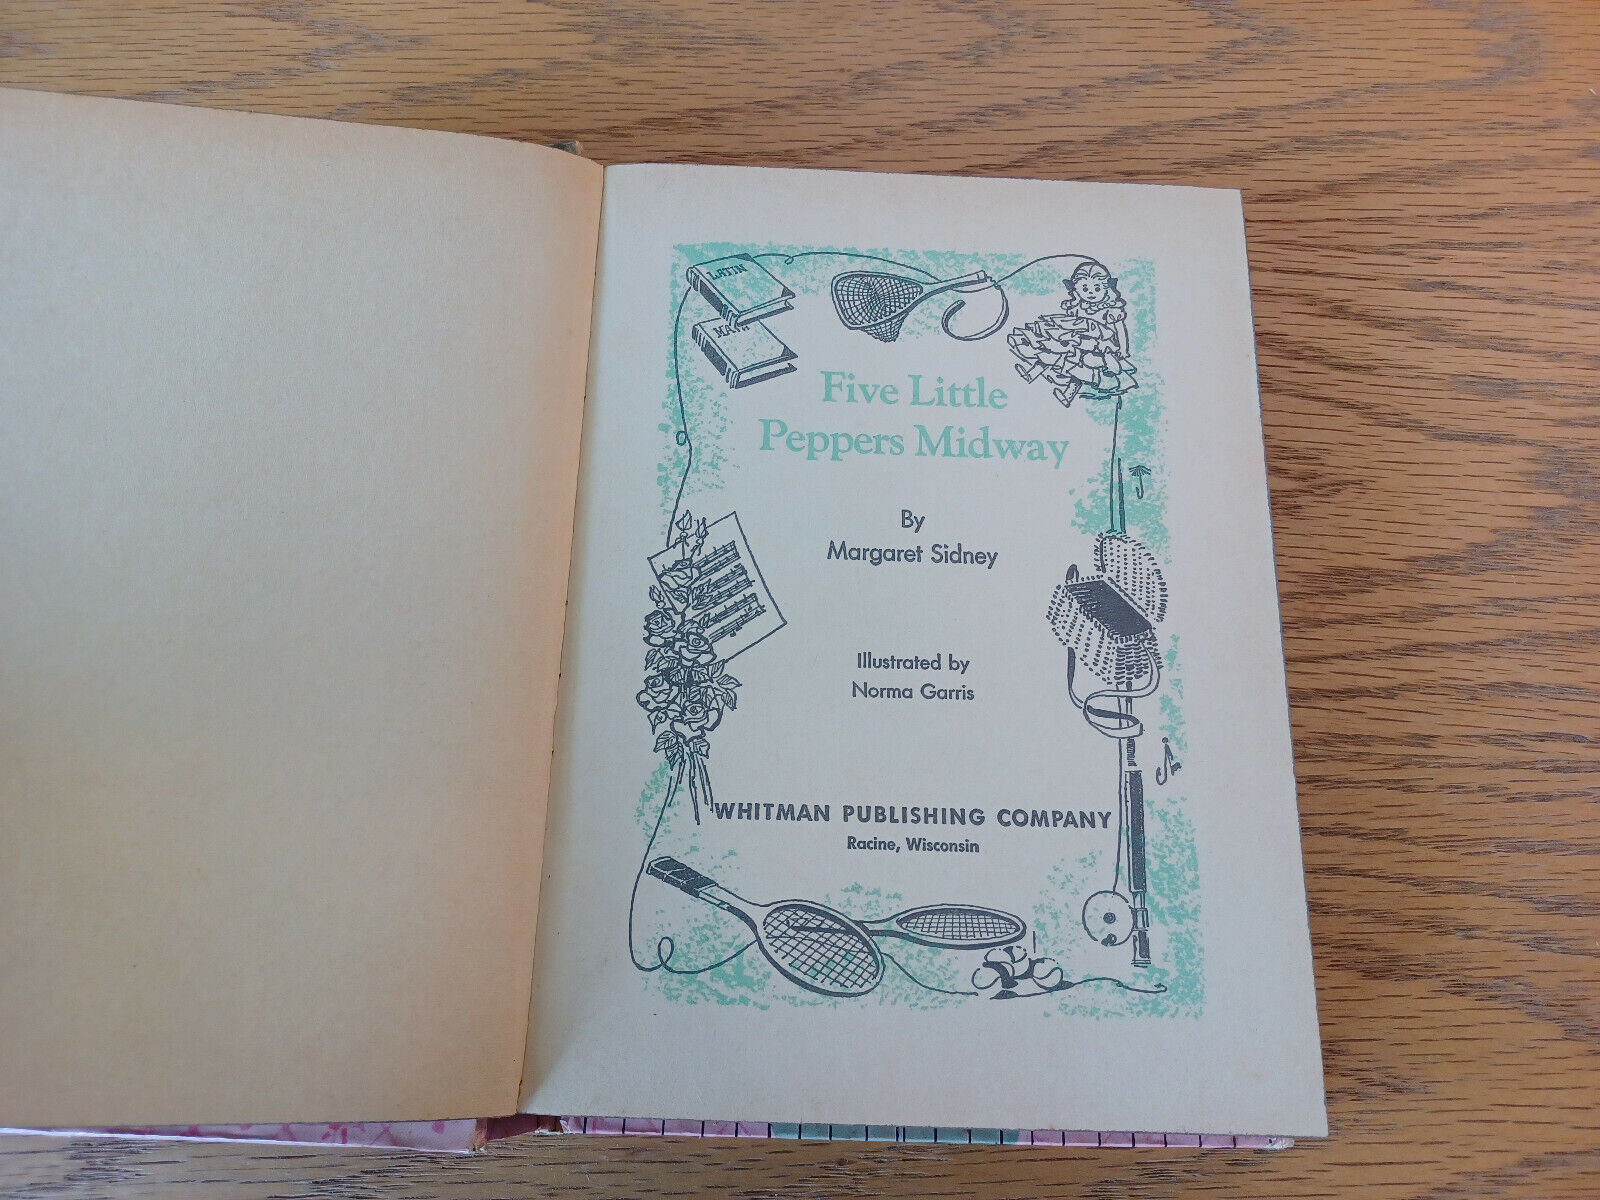 LATIN
MATH
Five Little
Peppers Midway
By
Margaret Sidney
Illustrated by
Norma Garris
WHITMAN PUBLISHING COMPANY
Racine, Wisconsin